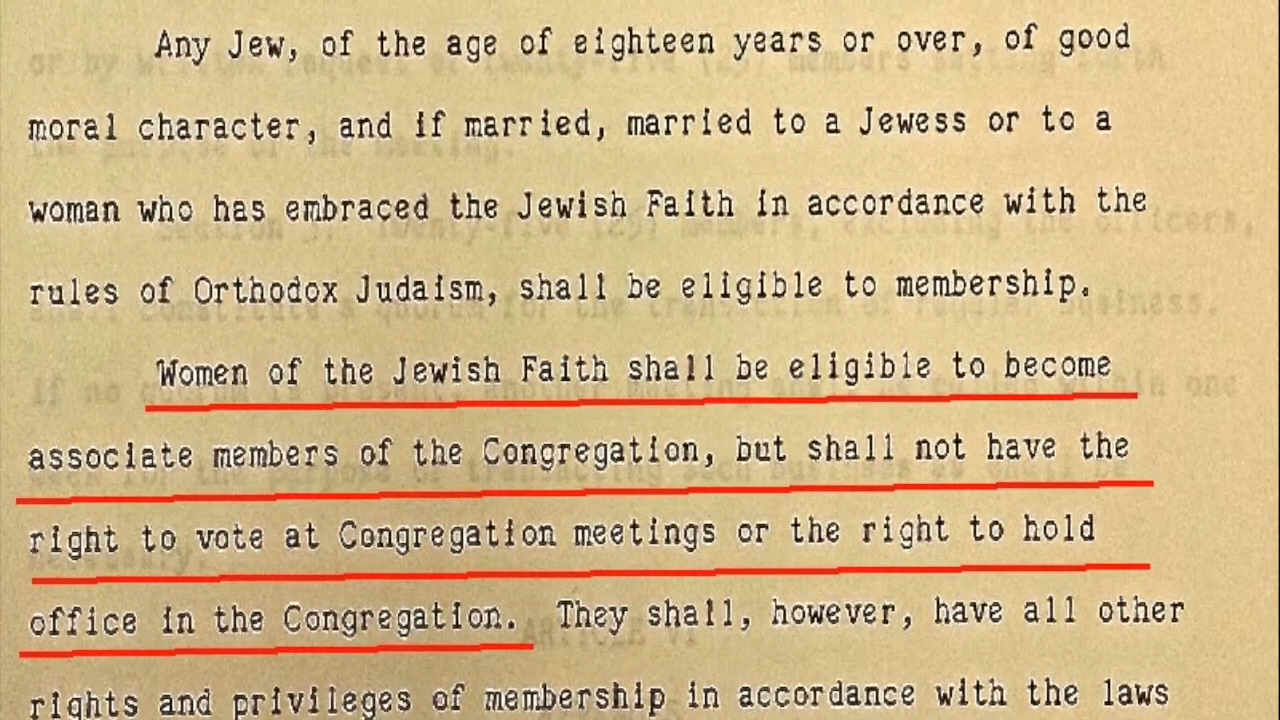 Any Jew, of the age of eighteen years or over, of good
moral character, and if married, married to a Jewess or to a
woman who has embraced the Jewish Faith in accordance with the
rules of Orthodox Judaism, shall be eligible to membership.
Women of the Jewish Faith shall be eligible to become
associate members of the Congregation, but shall not have the
right to vote at Congregation meetings or the right to hold
office in the Congregation. They shall, however, have all other
rights and privileges of membership in accordance with the laws